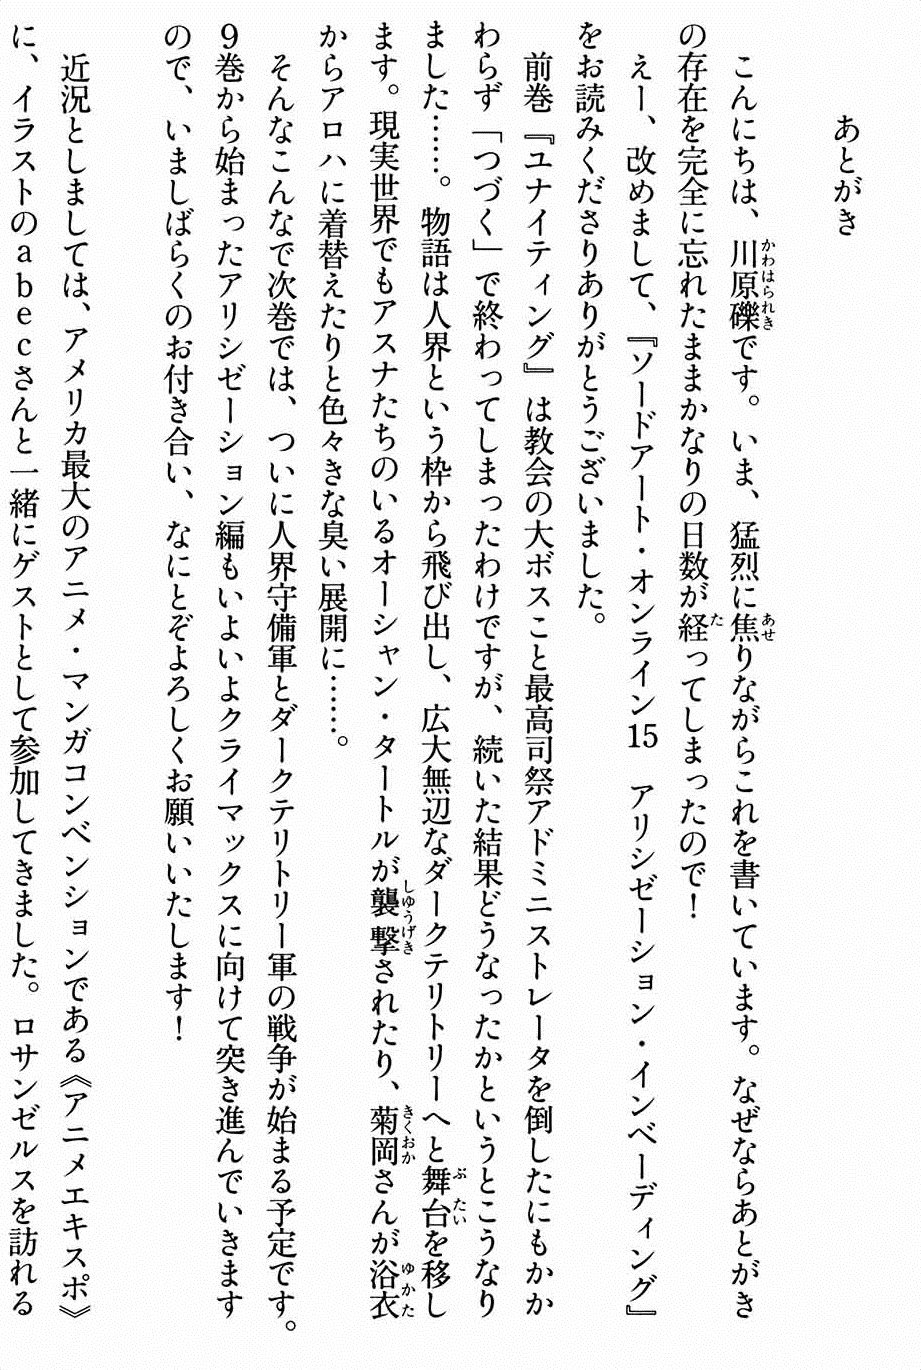 あとがき
こんにちは、川原礫です。いま、猛烈に焦りながらこれを書いています。なぜならあとがき
の存在を完全に忘れたままかなりの日数が経ってしまったので！
えー、改めまして、『ソードアート・オンライン15　アリシゼーション・インベーディング』
をお読みくださりありがとうございました。
前巻『ユナイティング』は教会の大ボスこと最高司祭アドミニストレータを倒したにもかか
わらず「つづく」で終わってしまったわけですが、続いた結果どうなったかというとこうなり
ました……。物語は人界という枠から飛び出し、広大無辺なダークテリトリーへと舞台を移し
ます。現実世界でもアスナたちのいるオーシャン・タートルが襲撃されたり、菊岡さんが浴衣
からアロハに着替えたりと色々きな臭い展開に……。
そんなこんなで次巻では、ついに人界守備軍とダークテリトリー軍の戦争が始まる予定です。
９巻から始まったアリシゼーション編もいよいよクライマックスに向けて突き進んでいきます
ので、いましばらくのお付き合い、なにとぞよろしくお願いいたします！
近況としましては、アメリカ最大のアニメ・マンガコンベンションである《アニメエキスポ》
に、イラストのａｂｅｃさんと一緒にゲストとして参加してきました。ロサンゼルスを訪れる